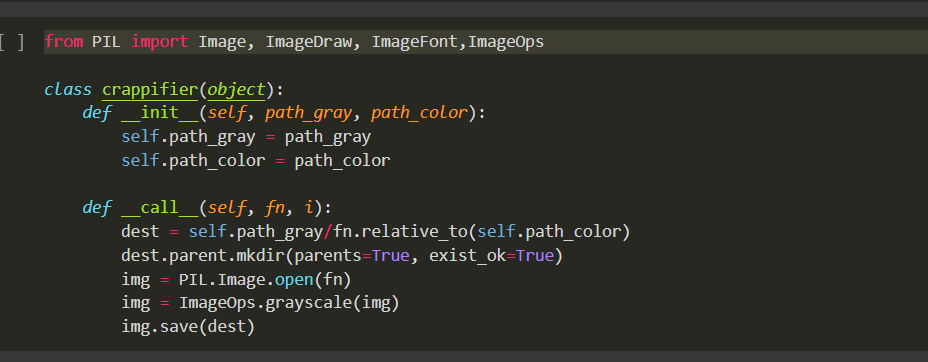 [ ] from PIL import Image, ImageDraw, ImageFont,ImageOps
class crappifier(object):
    def __init__(self, path_gray, path_color):
        self.path_gray = path_gray
        self.path_color = path_color
    def __call__(self, fn, i):
        dest = self.path_gray/fn.relative_to(self.path_color)
        dest.parent.mkdir(parents=True, exist_ok=True)
        img = PIL.Image.open(fn)
        img = ImageOps.grayscale(img)
        img.save(dest)